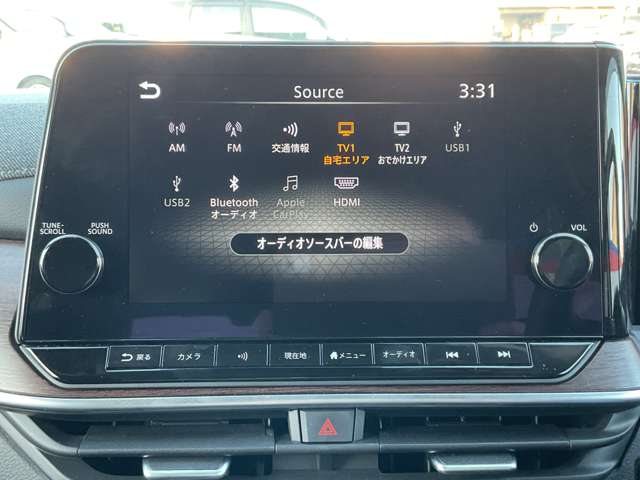 Source
3:31
AM
FM
交通情報
TV1
自宅エリア
TV2
おでかけエリア
USB1
USB2
Bluetooth
オーディオ
Apple
CarPlay
HDMI
オーディオソースバーの編集
TUNE・
SCROLL
PUSH
SOUND
VOL
戻る
カメラ
現在地
メニュー
オーディオ